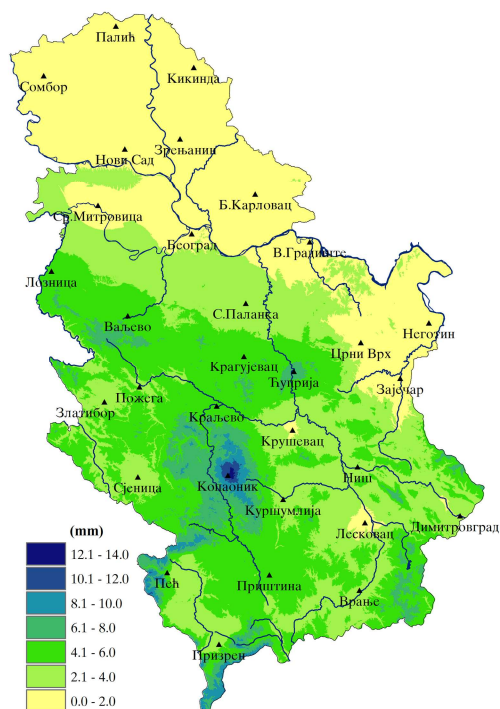 Палић
Кикинда
Сомбор
Зрењанин
Нови Сад
Б.Карловац
Ср.Митровица
Београд
В.Градиште
Лозница
С.Паланка
Ваљево
Неготин
Црни Врх
Крагујевац
Ћуприја
Зајечар
Пожега
Златибор
Краљево
Крушевац
Ниш
Копаоник
Сјеница
Куршумлија
Димитровград
Лесковац
(mm)
12.1 - 14.0
10.1 - 12.0
8.1 - 10.0
6.1 - 8.0
4.1 - 6.0
2.1 - 4.0
0.0 - 2.0
Пећ
Приштина
Врање
Призрен